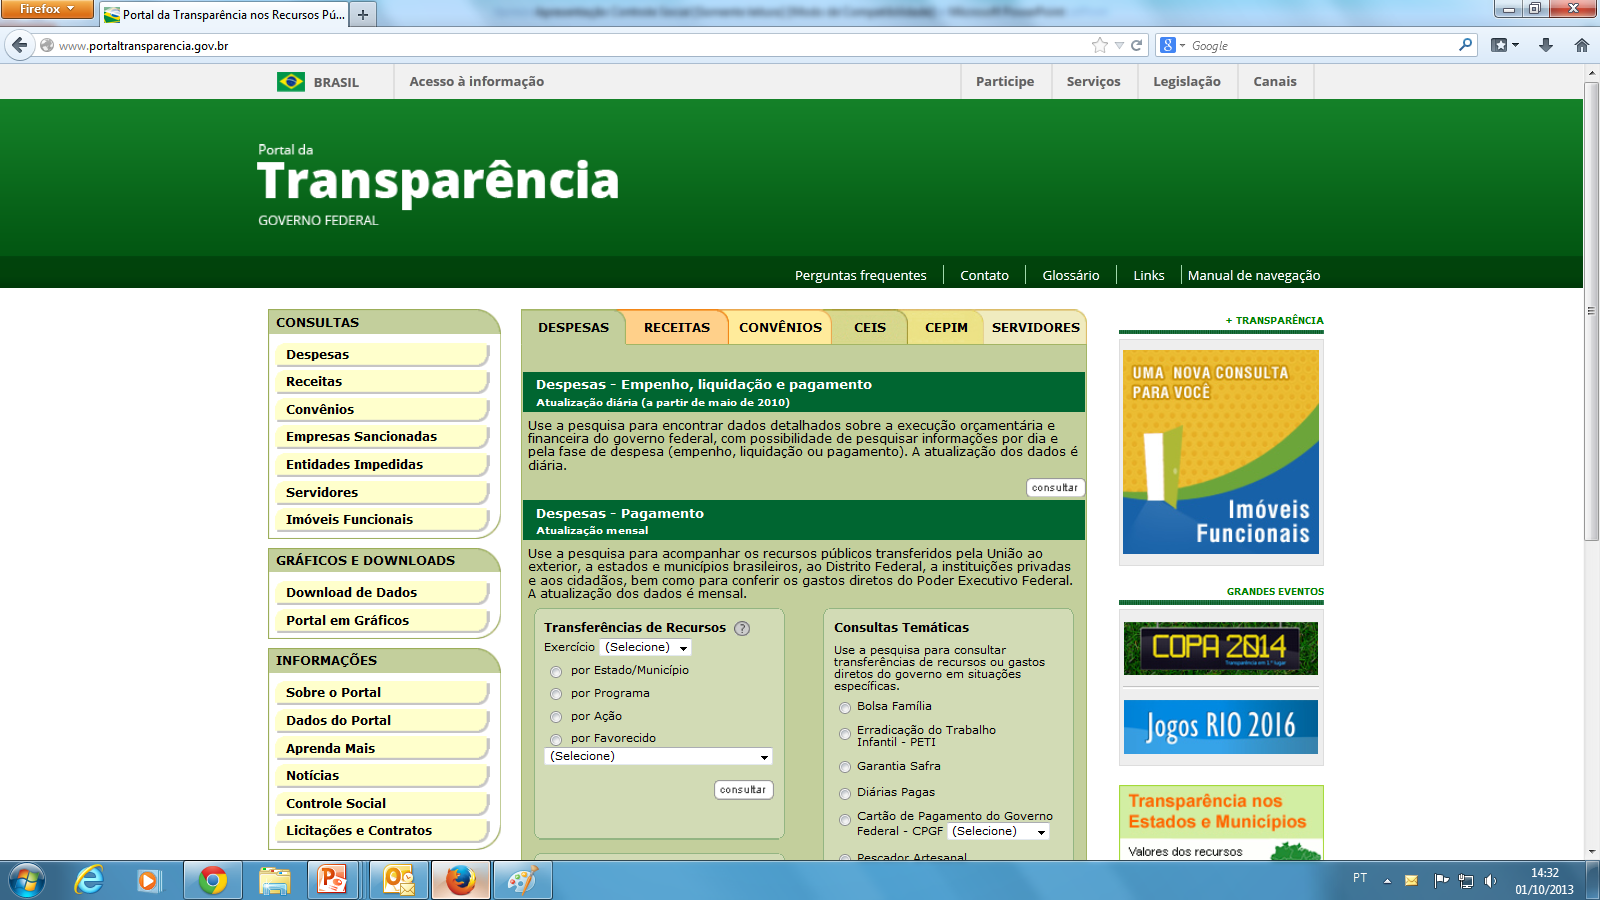 Firefox
Portal da Transparência nos Recursos Pú...
www.portaltransparencia.gov.br
Google
BRASIL
Acesso à informação
Participe
Serviços
Legislação
Canais
Portal da
Transparência
GOVERNO FEDERAL
Perguntas frequentes
Contato
Glossário
Links
Manual de navegação
CONSULTAS
Despesas
Receitas
Convênios
Empresas Sancionadas
Entidades Impedidas
Servidores
Imóveis Funcionais
GRÁFICOS E DOWNLOADS
Download de Dados
Portal em Gráficos
INFORMAÇÕES
Sobre o Portal
Dados do Portal
Aprenda Mais
Notícias
Controle Social
Licitações e Contratos
DESPESAS
RECEITAS
CONVÊNIOS
CEIS
CEPIM
SERVIDORES
Despesas - Empenho, liquidação e pagamento
Atualização diária (a partir de maio de 2010)
Use a pesquisa para encontrar dados detalhados sobre a execução orçamentária e
financeira do governo federal, com possibilidade de pesquisar informações por dia e
pela fase de despesa (empenho, liquidação ou pagamento). A atualização dos dados é
diária.
consultar
Despesas - Pagamento
Atualização mensal
Use a pesquisa para acompanhar os recursos públicos transferidos pela União ao
exterior, a estados e municípios brasileiros, ao Distrito Federal, a instituições privadas
e aos cidadãos, bem como para conferir os gastos diretos do Poder Executivo Federal.
A atualização dos dados é mensal.
Transferências de Recursos ?
Exercício (Selecione)
por Estado/Município
por Programa
por Ação
por Favorecido
(Selecione)
consultar
Consultas Temáticas
Use a pesquisa para consultar
transferências de recursos ou gastos
diretos do governo em situações
específicas.
Bolsa Família
Erradicação do Trabalho
Infantil - PETI
Garantia Safra
Diárias Pagas
Cartão de Pagamento do Governo
Federal - CPGF (Selecione)
Pescador Artesanal
+ TRANSPARÊNCIA
UMA NOVA CONSULTA
PARA VOCÊ
Imóveis
Funcionais
GRANDES EVENTOS
COPA 2014
Transparência em 1º lugar
Jogos RIO 2016
Transparência nos
Estados e Municípios
Valores dos recursos
PT
14:32
01/10/2013